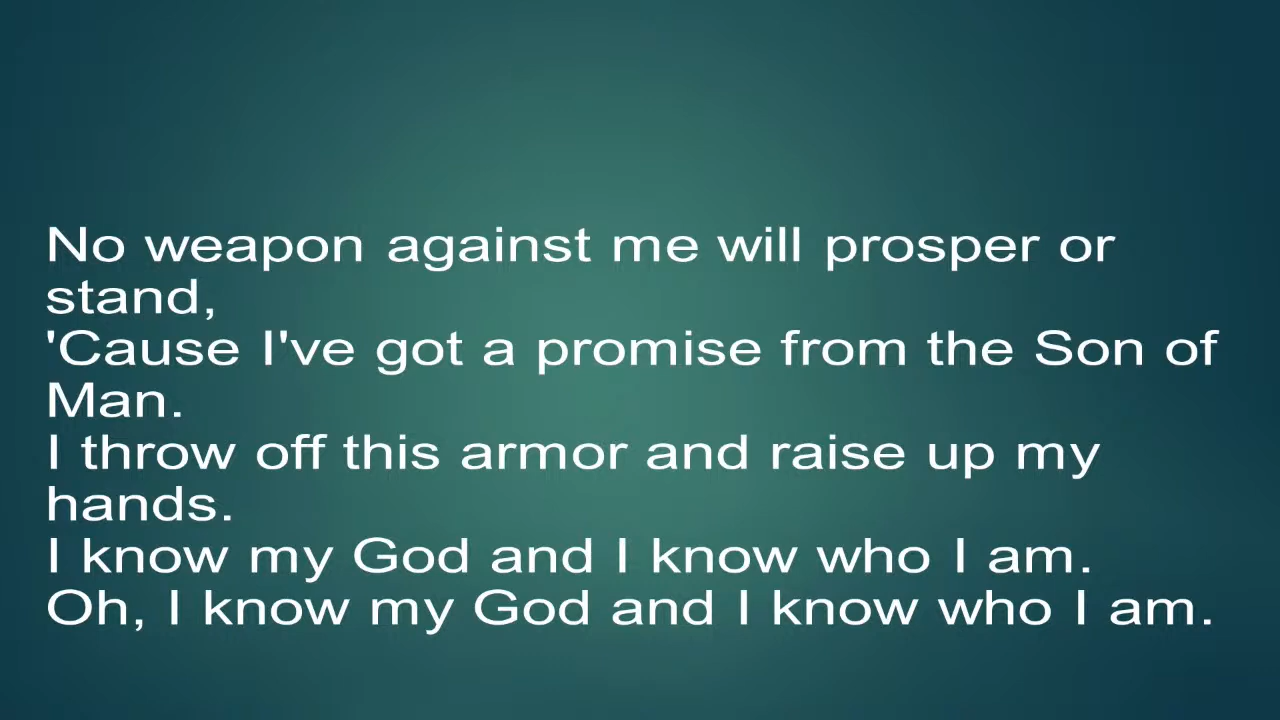 No weapon against me will prosper or
stand,
'Cause I've got a promise from the Son of
Man.
I throw off this armor and raise up my
hands.
I know my God and I know who I am.
Oh, I know my God and I know who I am.